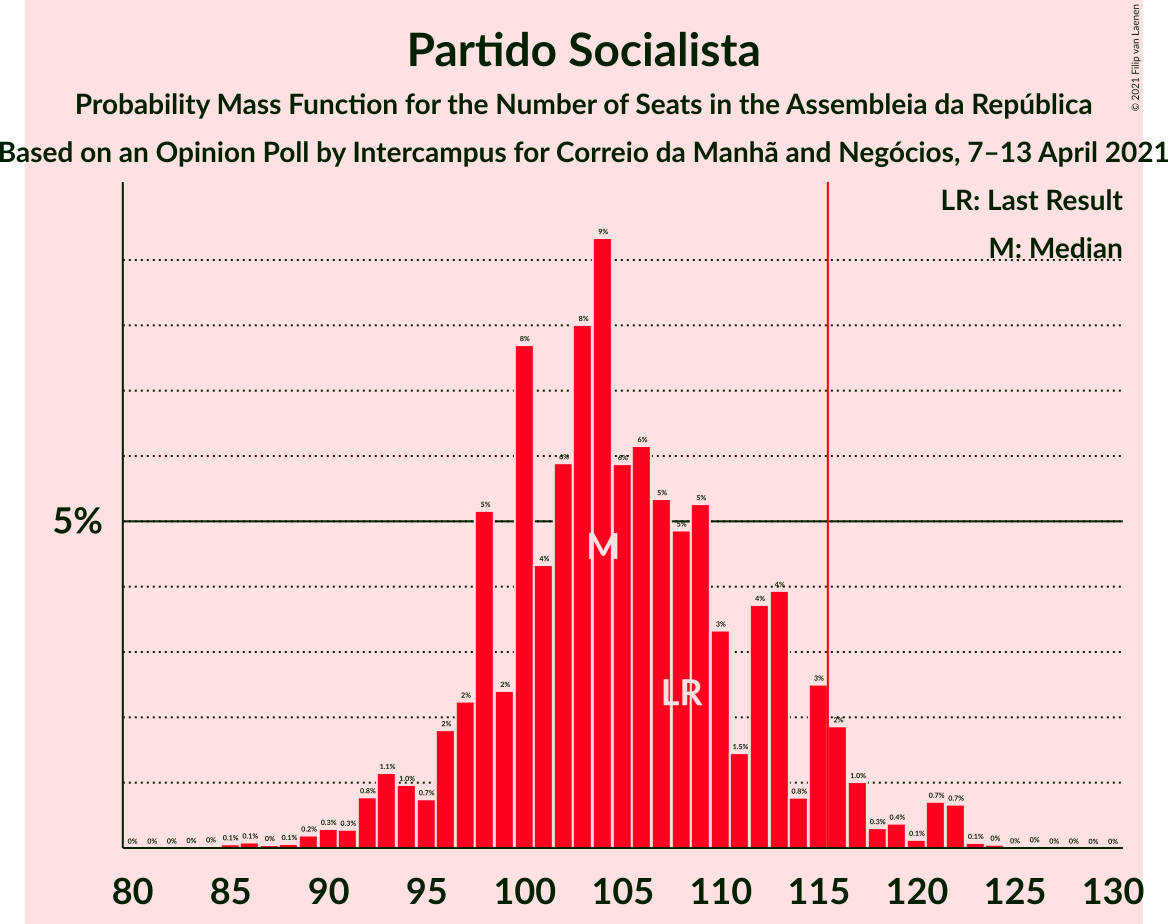 Partido Socialista
Probability Mass Function for the Number of Seats in the Assembleia da República
Based on an Opinion Poll by Intercampus for Correio da Manhã and Negócios, 7–13 April 2021
© 2021 Filip van Laenen
LR: Last Result
M: Median
5%
0% 0% 0% 0% 0% 0.1% 0.1% 0% 0.1% 0.2% 0.3% 0.3% 0.8% 1.1% 1.0% 0.7% 2% 2% 5% 2% 8% 4% 6% 8% 9% 6% 6% 5% 5% 5% 3% 1.5% 4% 4% 0.8% 3% 2% 1.0% 0.3% 0.4% 0.1% 0.7% 0.7% 0.1% 0% 0% 0% 0% 0% 0% 0%
M
LR
80 85 90 95 100 105 110 115 120 125 130